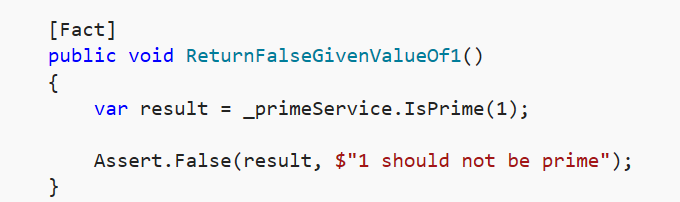 [Fact]
public void ReturnFalseGivenValueOf1()
{
    var result = _primeService.IsPrime(1);

    Assert.False(result, $"1 should not be prime");
}